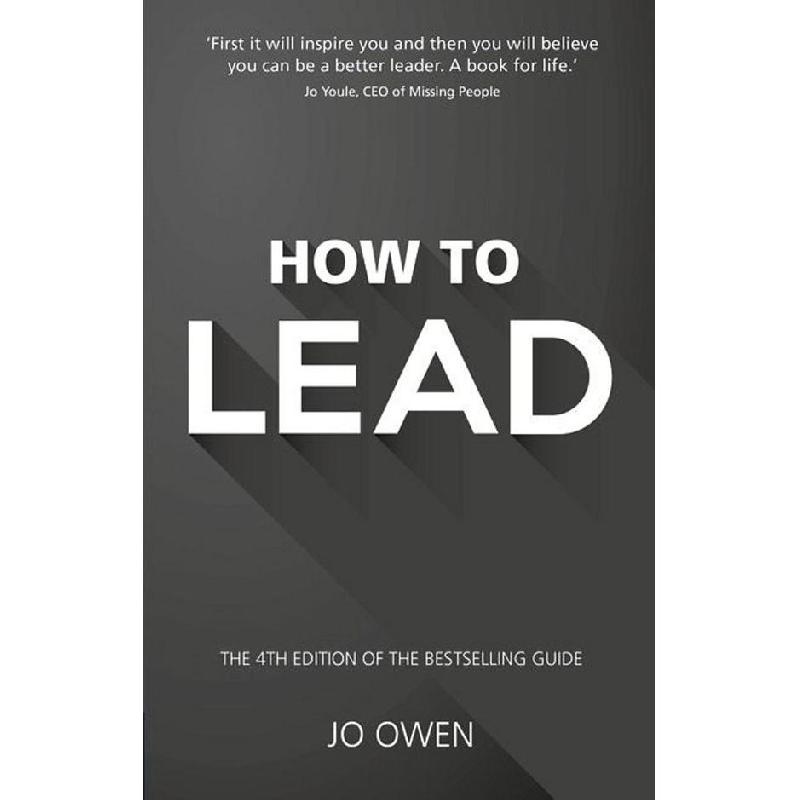 ‘First it will inspire you and then you will believe
you can be a better leader. A book for life.’
Jo Youle, CEO of Missing People
HOW TO
LEAD
THE 4TH EDITION OF THE BESTSELLING GUIDE
JO OWEN